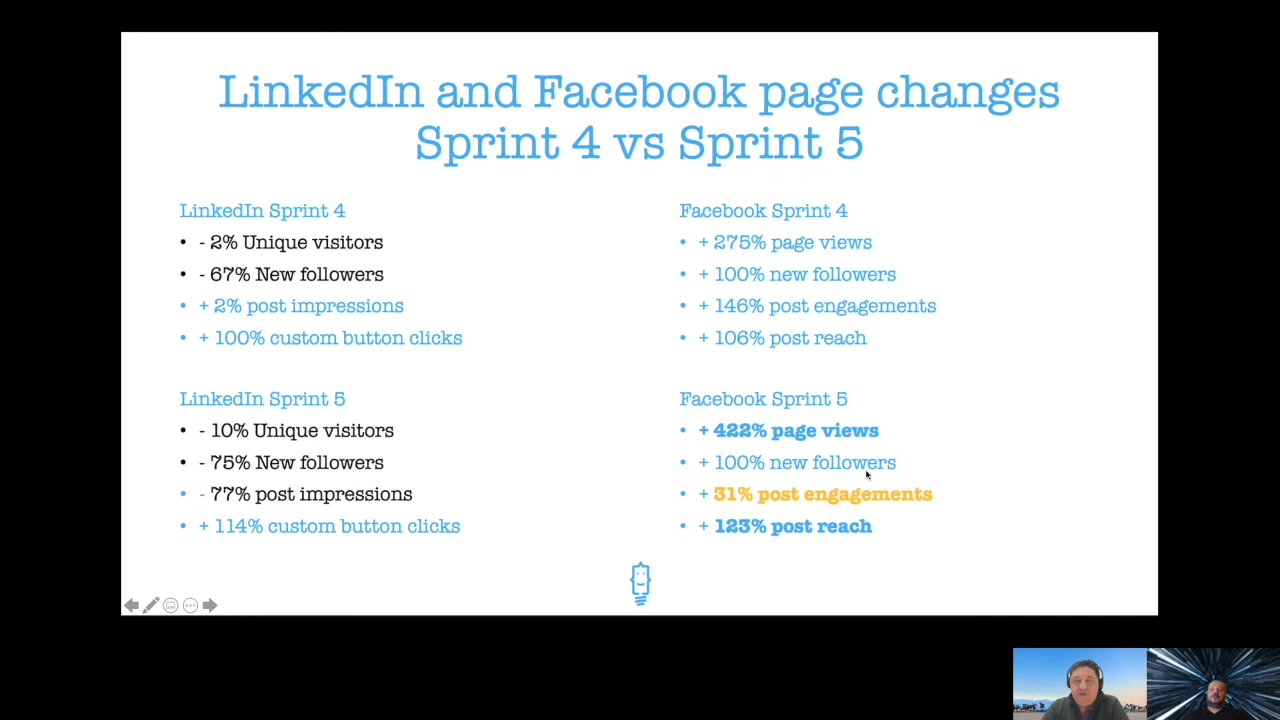 LinkedIn and Facebook page changes
Sprint 4 vs Sprint 5
LinkedIn Sprint 4
• - 2% Unique visitors
• - 67% New followers
• + 2% post impressions
• + 100% custom button clicks
LinkedIn Sprint 5
• - 10% Unique visitors
• - 75% New followers
• - 77% post impressions
• + 114% custom button clicks
Facebook Sprint 4
• + 275% page views
• + 100% new followers
• + 146% post engagements
• + 106% post reach
Facebook Sprint 5
• + 422% page views
• + 100% new followers
• + 31% post engagements
• + 123% post reach